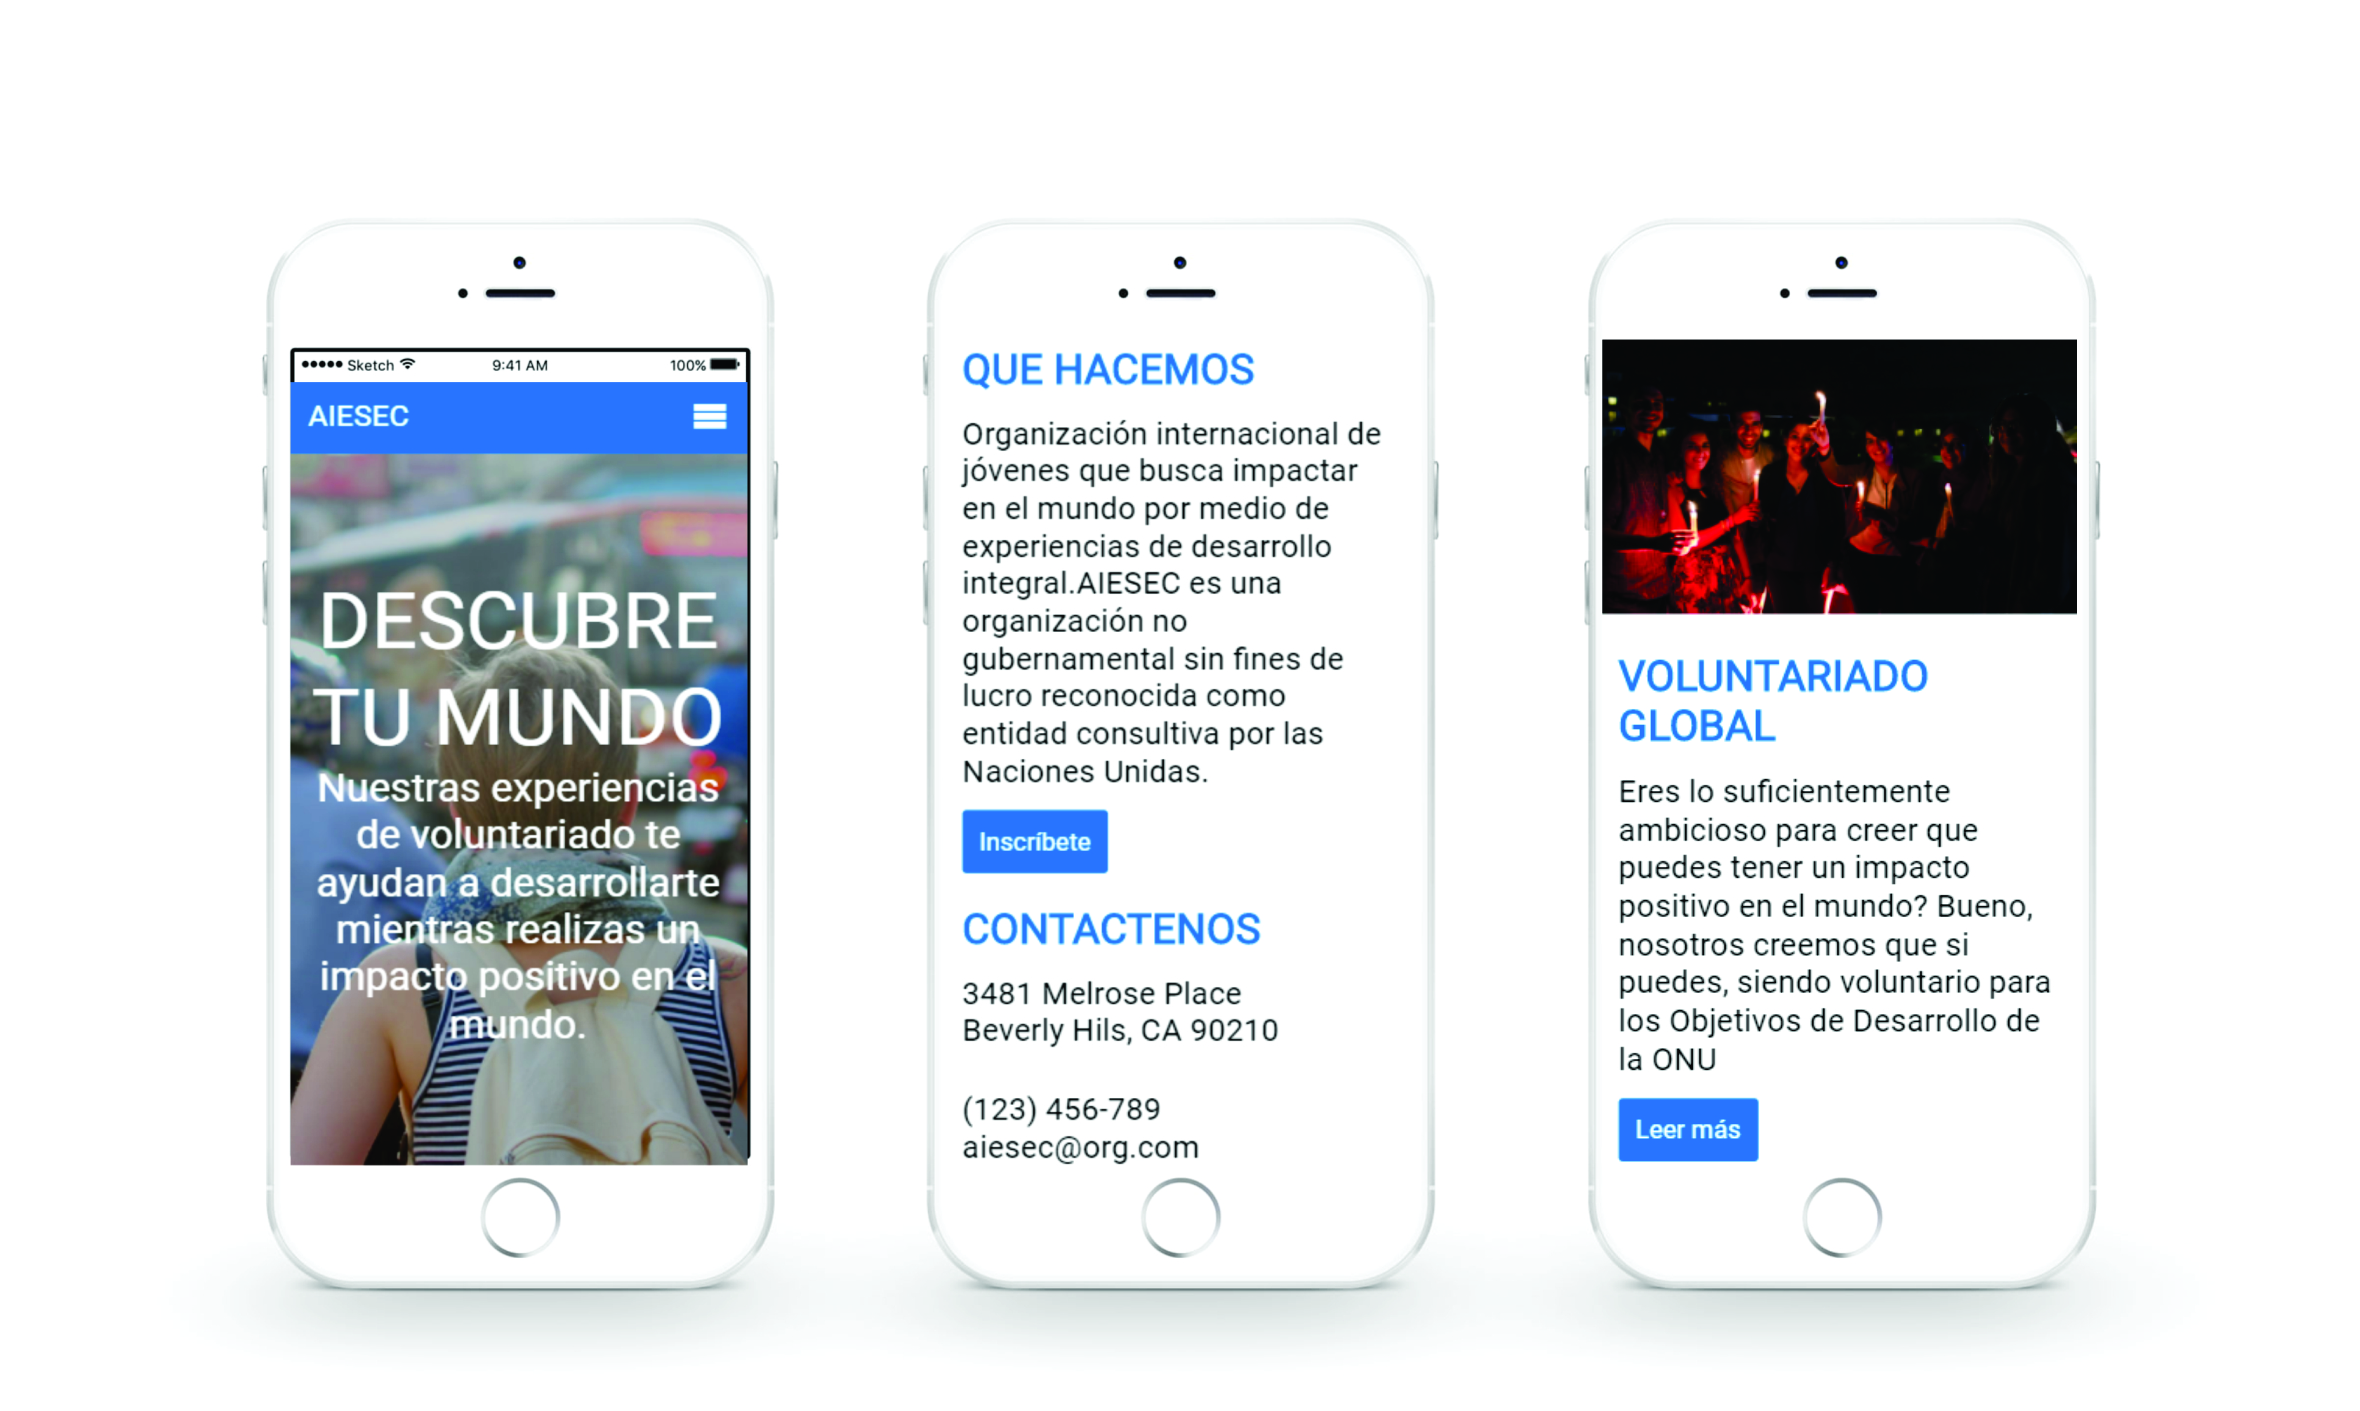 Sketch 9:41 AM 100%
AIESEC
DESCUBRE
TU MUNDO
Nuestras experiencias
de voluntariado te
ayudan a desarrollarte
mientras realizas un
impacto positivo en el
mundo.
QUE HACEMOS
Organización internacional de
jóvenes que busca impactar
en el mundo por medio de
experiencias de desarrollo
integral.AIESEC es una
organización no
gubernamental sin fines de
lucro reconocida como
entidad consultiva por las
Naciones Unidas.
Inscríbete
CONTACTENOS
3481 Melrose Place
Beverly Hils, CA 90210
(123) 456-789
aiesec@org.com
VOLUNTARIADO
GLOBAL
Eres lo suficientemente
ambicioso para creer que
puedes tener un impacto
positivo en el mundo? Bueno,
nosotros creemos que si
puedes, siendo voluntario para
los Objetivos de Desarrollo de
la ONU
Leer más